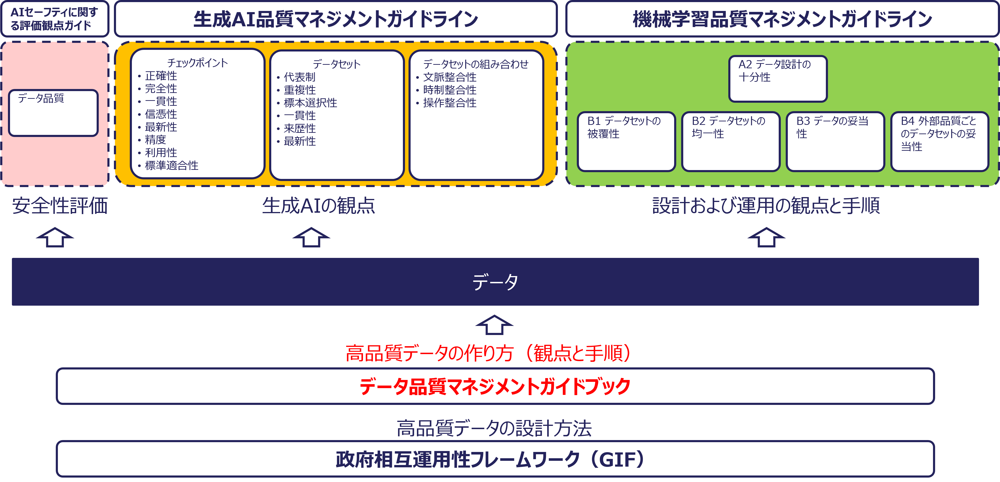 AIセーフティに関す
る評価観点ガイド
生成AI品質マネジメントガイドライン
機械学習品質マネジメントガイドライン
データ品質
チェックポイント
• 正確性
• 完全性
• 一貫性
• 信憑性
• 最新性
• 精度
• 利用性
• 標準適合性
データセット
• 代表制
• 重複性
• 標本選択性
• 一貫性
• 来歴性
• 最新性
データセットの組み合わせ
• 文脈整合性
• 時制整合性
• 操作整合性
A2 データ設計の
十分性
B1 データセットの
被覆性
B2 データセットの
均一性
B3 データの妥当
性
B4 外部品質ごと
のデータセットの妥
当性
安全性評価
生成AIの観点
設計および運用の観点と手順
データ
高品質データの作り方（観点と手順）
データ品質マネジメントガイドブック
高品質データの設計方法
政府相互運用性フレームワーク（GIF）